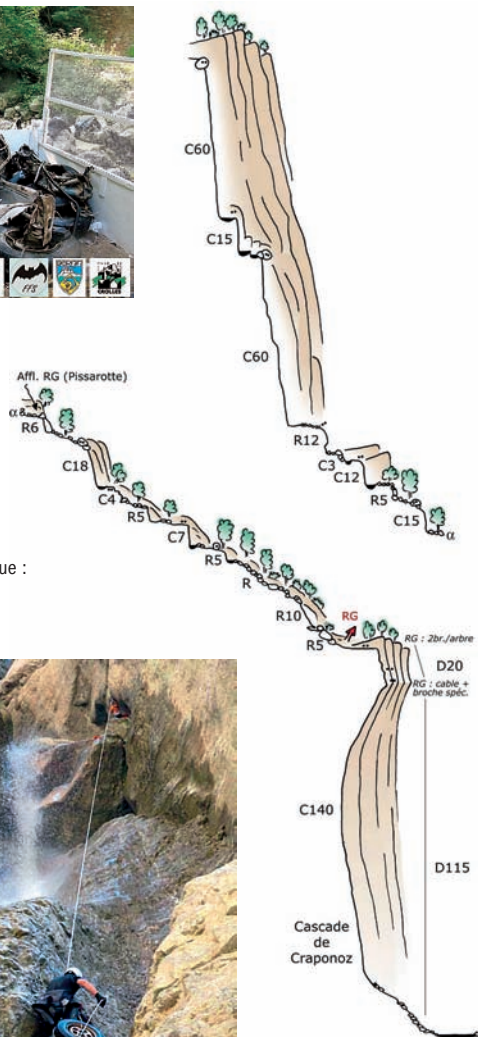 FFS
CROLLES
C60
C15
C60
R12
C3
C12
R5
C15
α
Affl. RG (Pissarotte)
α
R6
C18
C4
R5
C7
R5
R
R10
R5
RG
RG : 2br./arbre
D20
RG : cable +
broche spéc.
C140
D115
Cascade
de
Craponoz
ue :